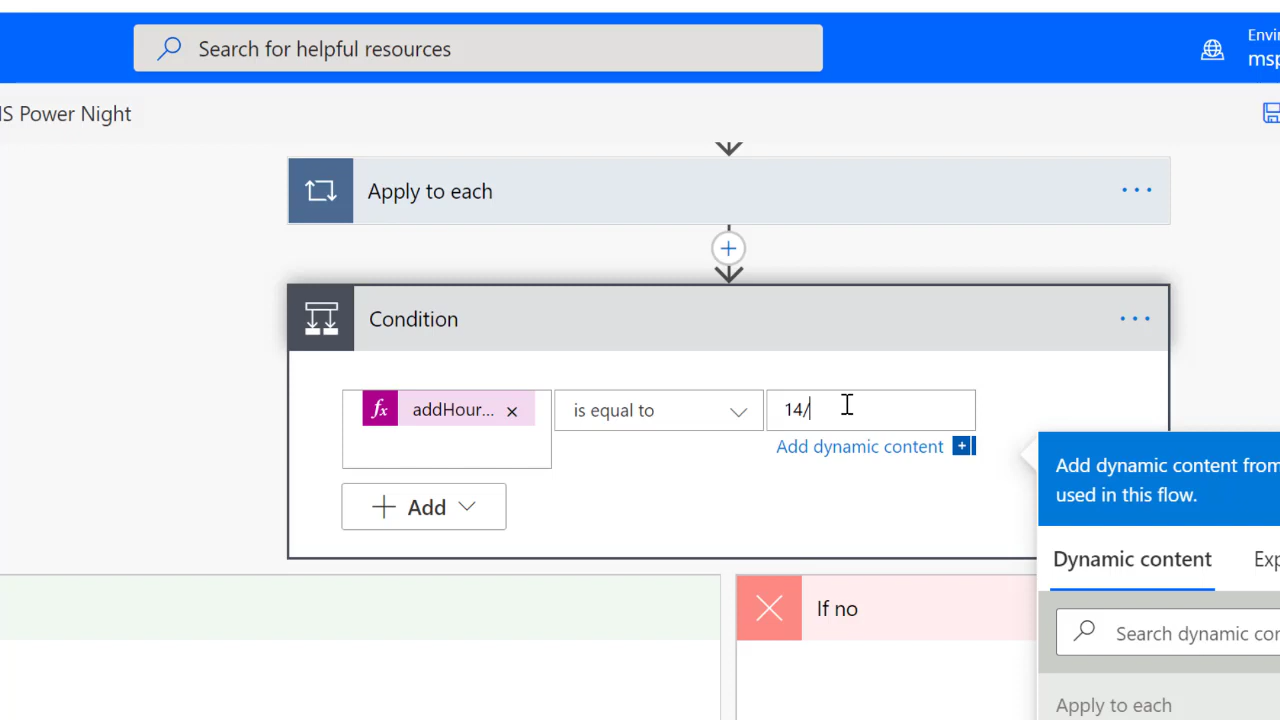 Search for helpful resources
Envi
msp
IS Power Night
Apply to each
Condition
fx addHour... ×
is equal to
14/
Add dynamic content
Add
Add dynamic content from
used in this flow.
Dynamic content
Exp
If no
Search dynamic cor
Apply to each